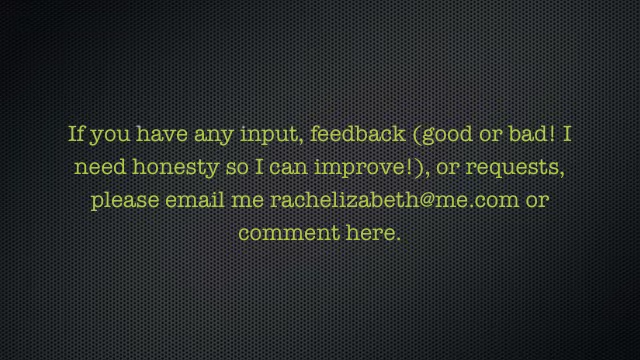 If you have any input, feedback (good or bad! I
need honesty so I can improve!), or requests,
please email me rachelizabeth@me.com or
comment here.